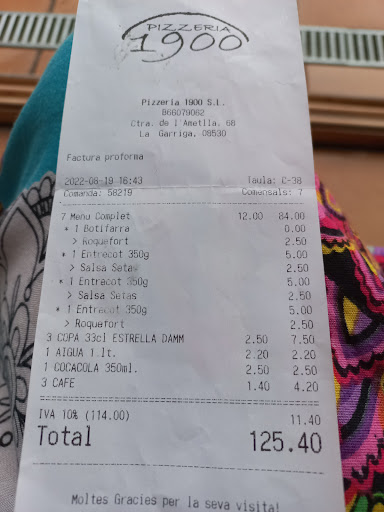 PIZZERIA
1900
Pizzeria 1900 S.L.
B66079062
Ctra. de l'Ametlla, 68
La Garriga, 08530
Factura proforma
2022-06-19 16:43 Taula: C-38
Comanda: 58219 Comensals: 7
7 Menu Complet 12.00 84.00
* 1 Botifarra 0.00
> Roquefort 2.50
* 1 Entrecot 350g 5.00
> Salsa Setas 2.50
* 1 Entracot 350g 5.00
> Salsa Setas 2.50
* 1 Entracot 350g 5.00
> Roquefort 2.50
3 COPA 33cl ESTRELLA DAMM 2.50 7.50
1 AIGUA 1 lt. 2.20 2.20
1 COCACOLA 350ml. 2.50 2.50
3 CAFE 1.40 4.20
IVA 10% (114.00) 11.40
Total 125.40
Moltes Gracies per la seva visita!